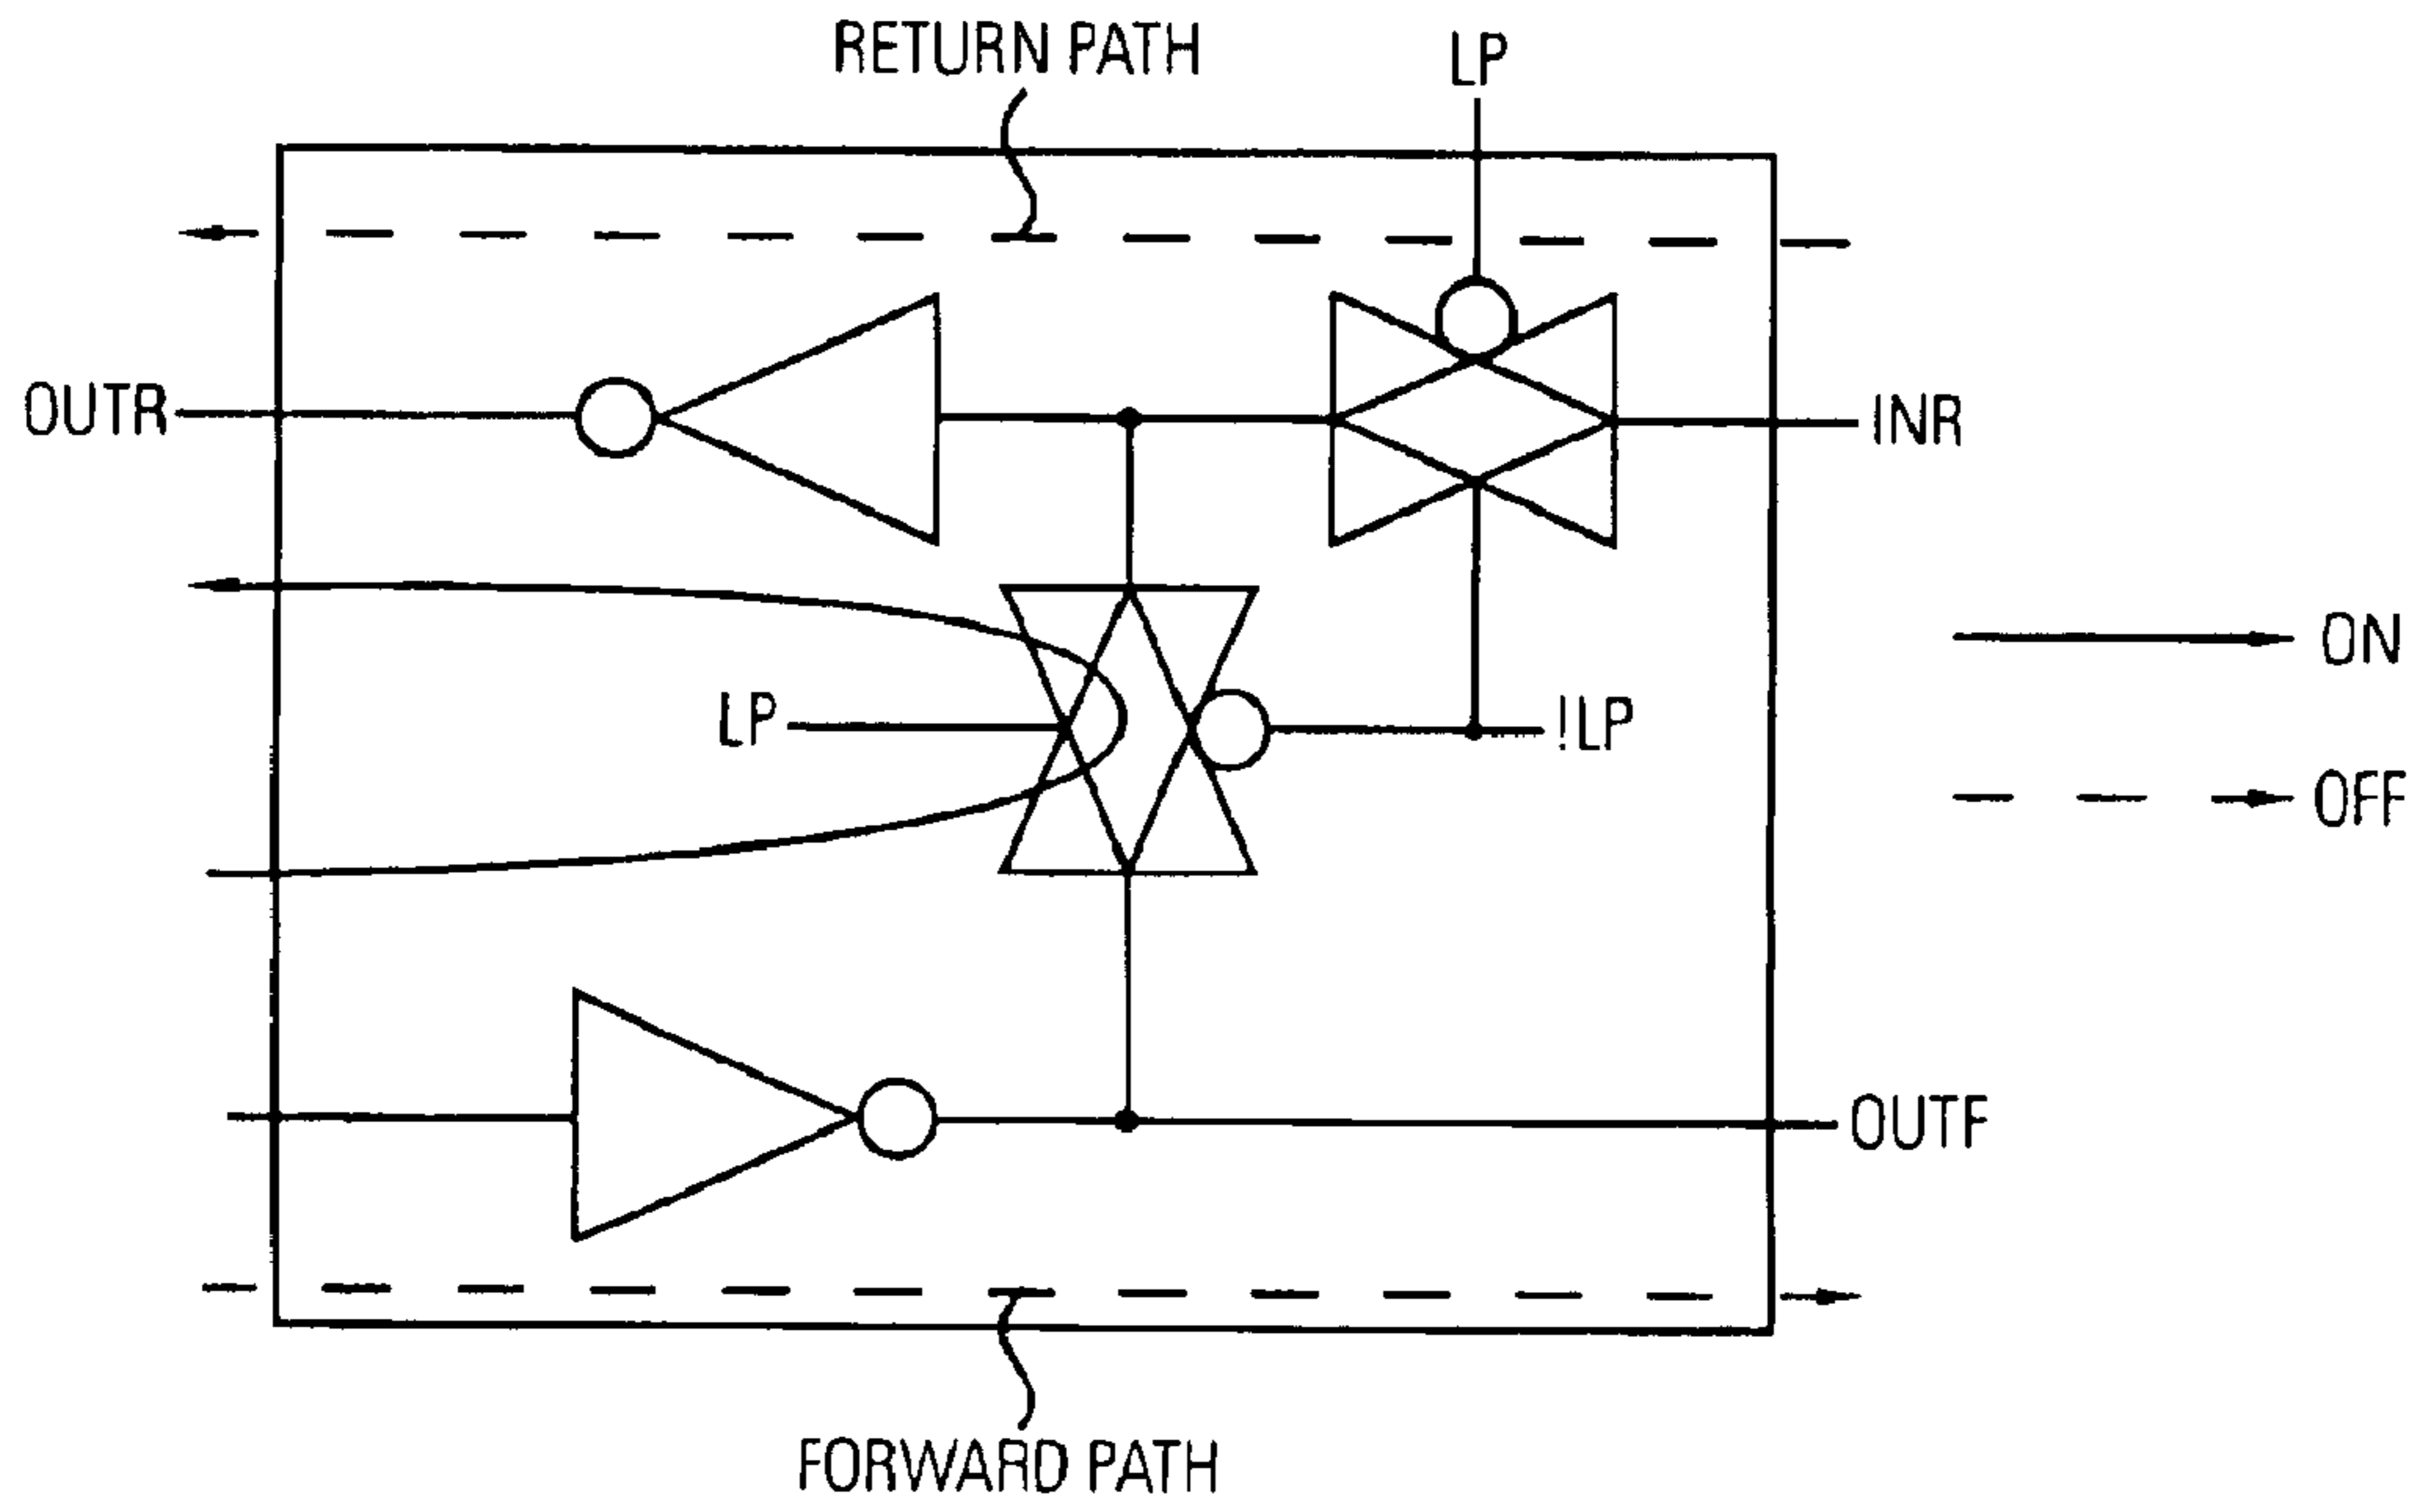 RETURN PATH
LP
OUTR
INR
ON
LP
!LP
OFF
OUTF
FORWARD PATH